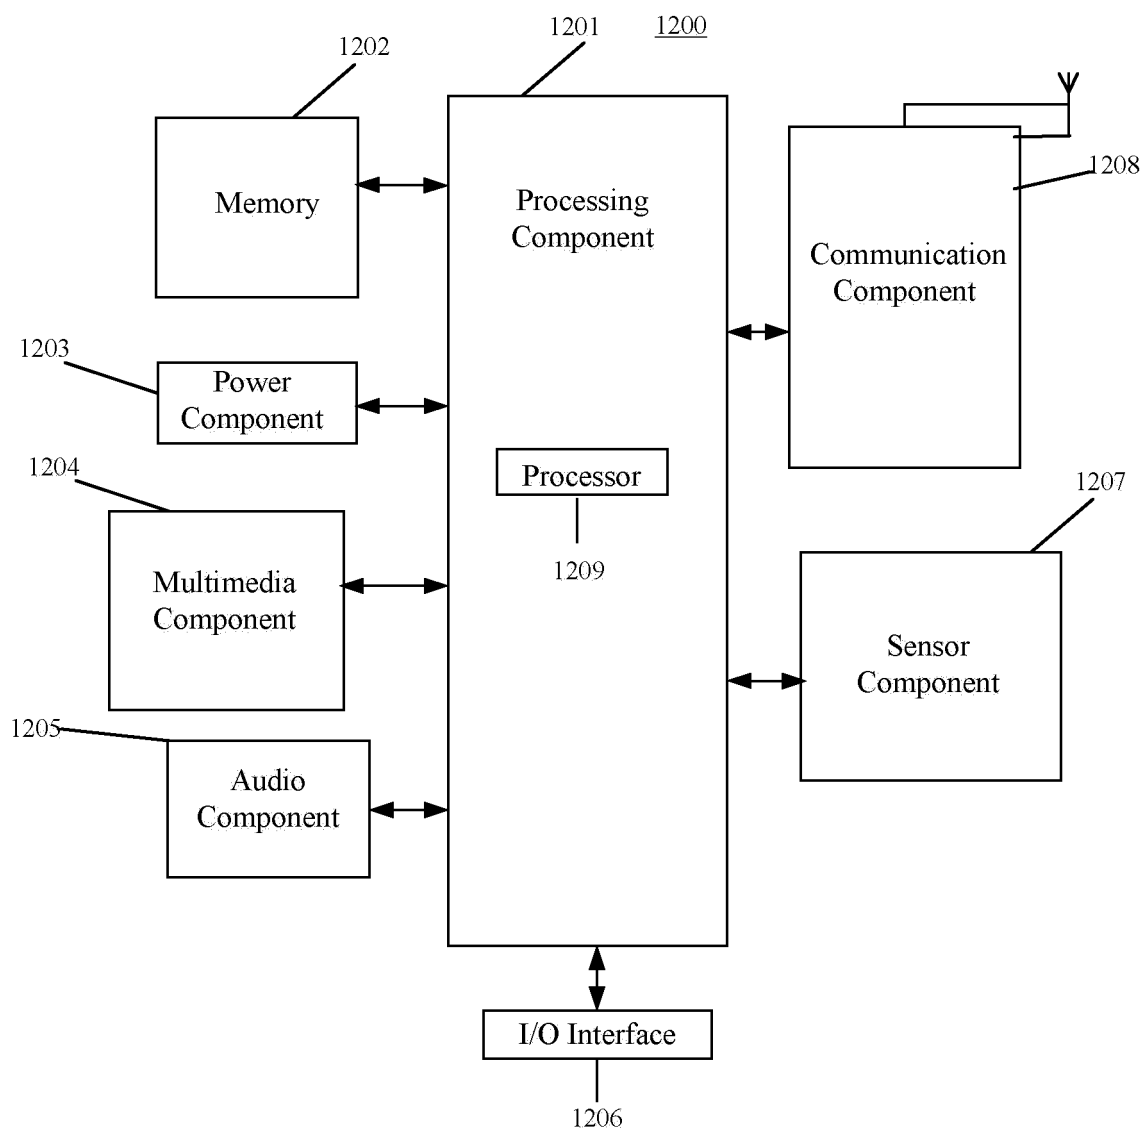 1201
1200
1202
Memory
Processing
Component
1208
Communication
Component
1203
Power
Component
1204
Processor
1209
1207
Multimedia
Component
Sensor
Component
1205
Audio
Component
I/O Interface
1206